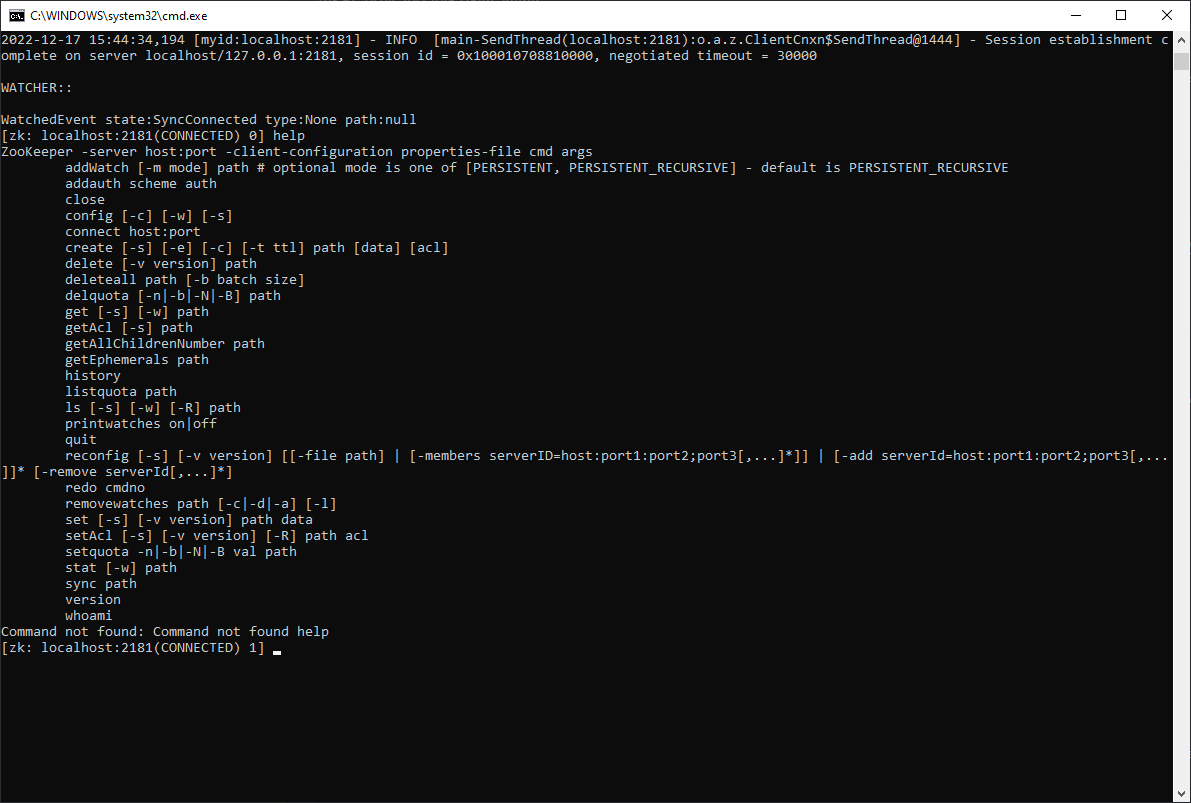 C:\WINDOWS\system32\cmd.exe
2022-12-17 15:44:34,194 [myid:localhost:2181] - INFO  [main-SendThread(localhost:2181):o.a.z.ClientCnxn$SendThread@1444] - Session establishment c
omplete on server localhost/127.0.0.1:2181, session id = 0x100010708810000, negotiated timeout = 30000
WATCHER::
WatchedEvent state:SyncConnected type:None path:null
[zk: localhost:2181(CONNECTED) 0] help
ZooKeeper -server host:port -client-configuration properties-file cmd args
addWatch [-m mode] path # optional mode is one of [PERSISTENT, PERSISTENT_RECURSIVE] - default is PERSISTENT_RECURSIVE
addauth scheme auth
close
config [-c] [-w] [-s]
connect host:port
create [-s] [-e] [-c] [-t ttl] path [data] [acl]
delete [-v version] path
deleteall path [-b batch size]
delquota [-n|-b|-N|-B] path
get [-s] [-w] path
getAcl [-s] path
getAllChildrenNumber path
getEphemerals path
history
listquota path
ls [-s] [-w] [-R] path
printwatches on|off
quit
reconfig [-s] [-v version] [[-file path] | [-members serverID=host:port1:port2;port3[,...]*]] | [-add serverId=host:port1:port2;port3[,...
]]* [-remove serverId[,...]*]
redo cmdno
removewatches path [-c|-d|-a] [-l]
set [-s] [-v version] path data
setAcl [-s] [-v version] [-R] path acl
setquota -n|-b|-N|-B val path
stat [-w] path
sync path
version
whoami
Command not found: Command not found help
[zk: localhost:2181(CONNECTED) 1]